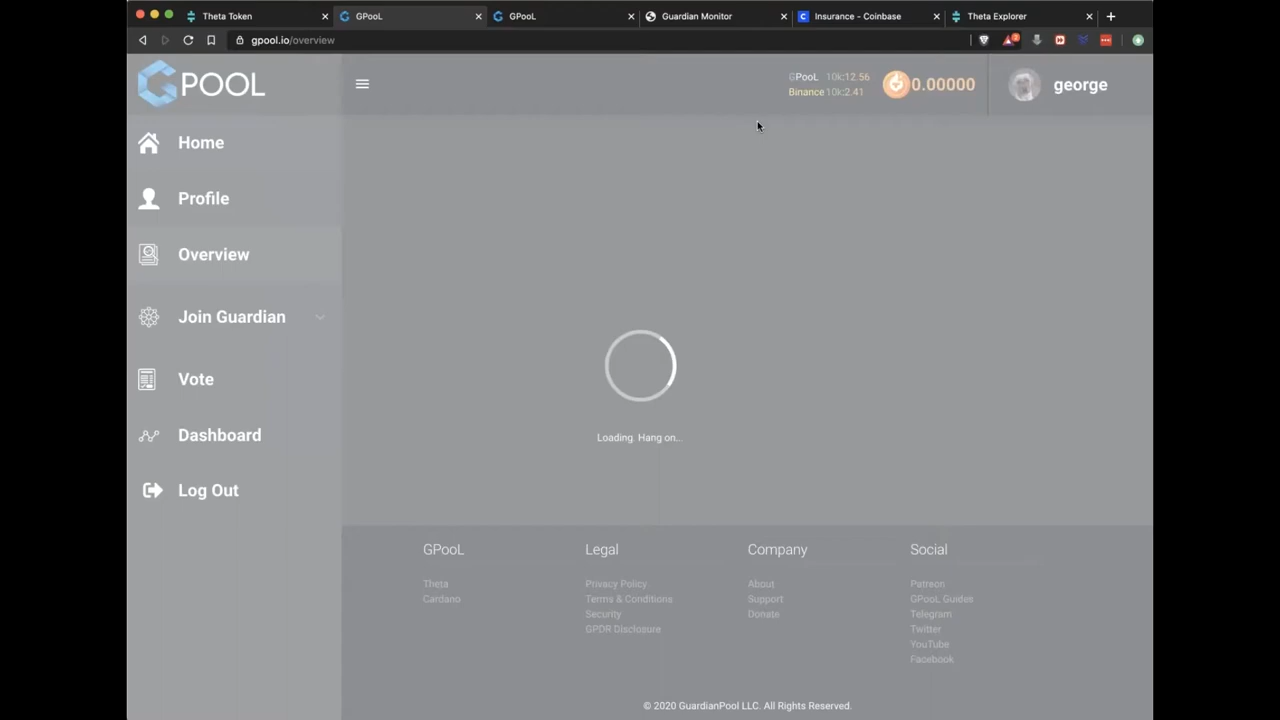 Theta Token
GPooL
GPooL
Guardian Monitor
Insurance - Coinbase
Theta Explorer
gpool.io/overview
GPOOL
GPooL 10k:12.56
Binance 10k:2.41
0.00000
george
Home
Profile
Overview
Join Guardian
Vote
Dashboard
Log Out
Loading. Hang on...
GPooL
Theta
Cardano
Legal
Privacy Policy
Terms & Conditions
Security
GPDR Disclosure
Company
About
Support
Donate
Social
Patreon
GPooL Guides
Telegram
Twitter
YouTube
Facebook
© 2020 GuardianPool LLC. All Rights Reserved.